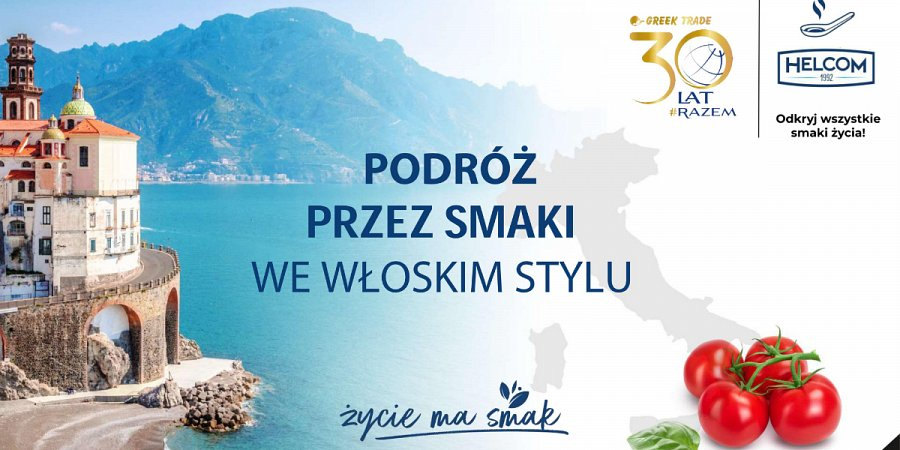 GREEK TRADE
30
LAT
#RAZEM
HELCOM
1992
Odkryj wszystkie
smaki życia!
PODRÓŻ
PRZEZ SMAKI
WE WŁOSKIM STYLU
życie ma smak